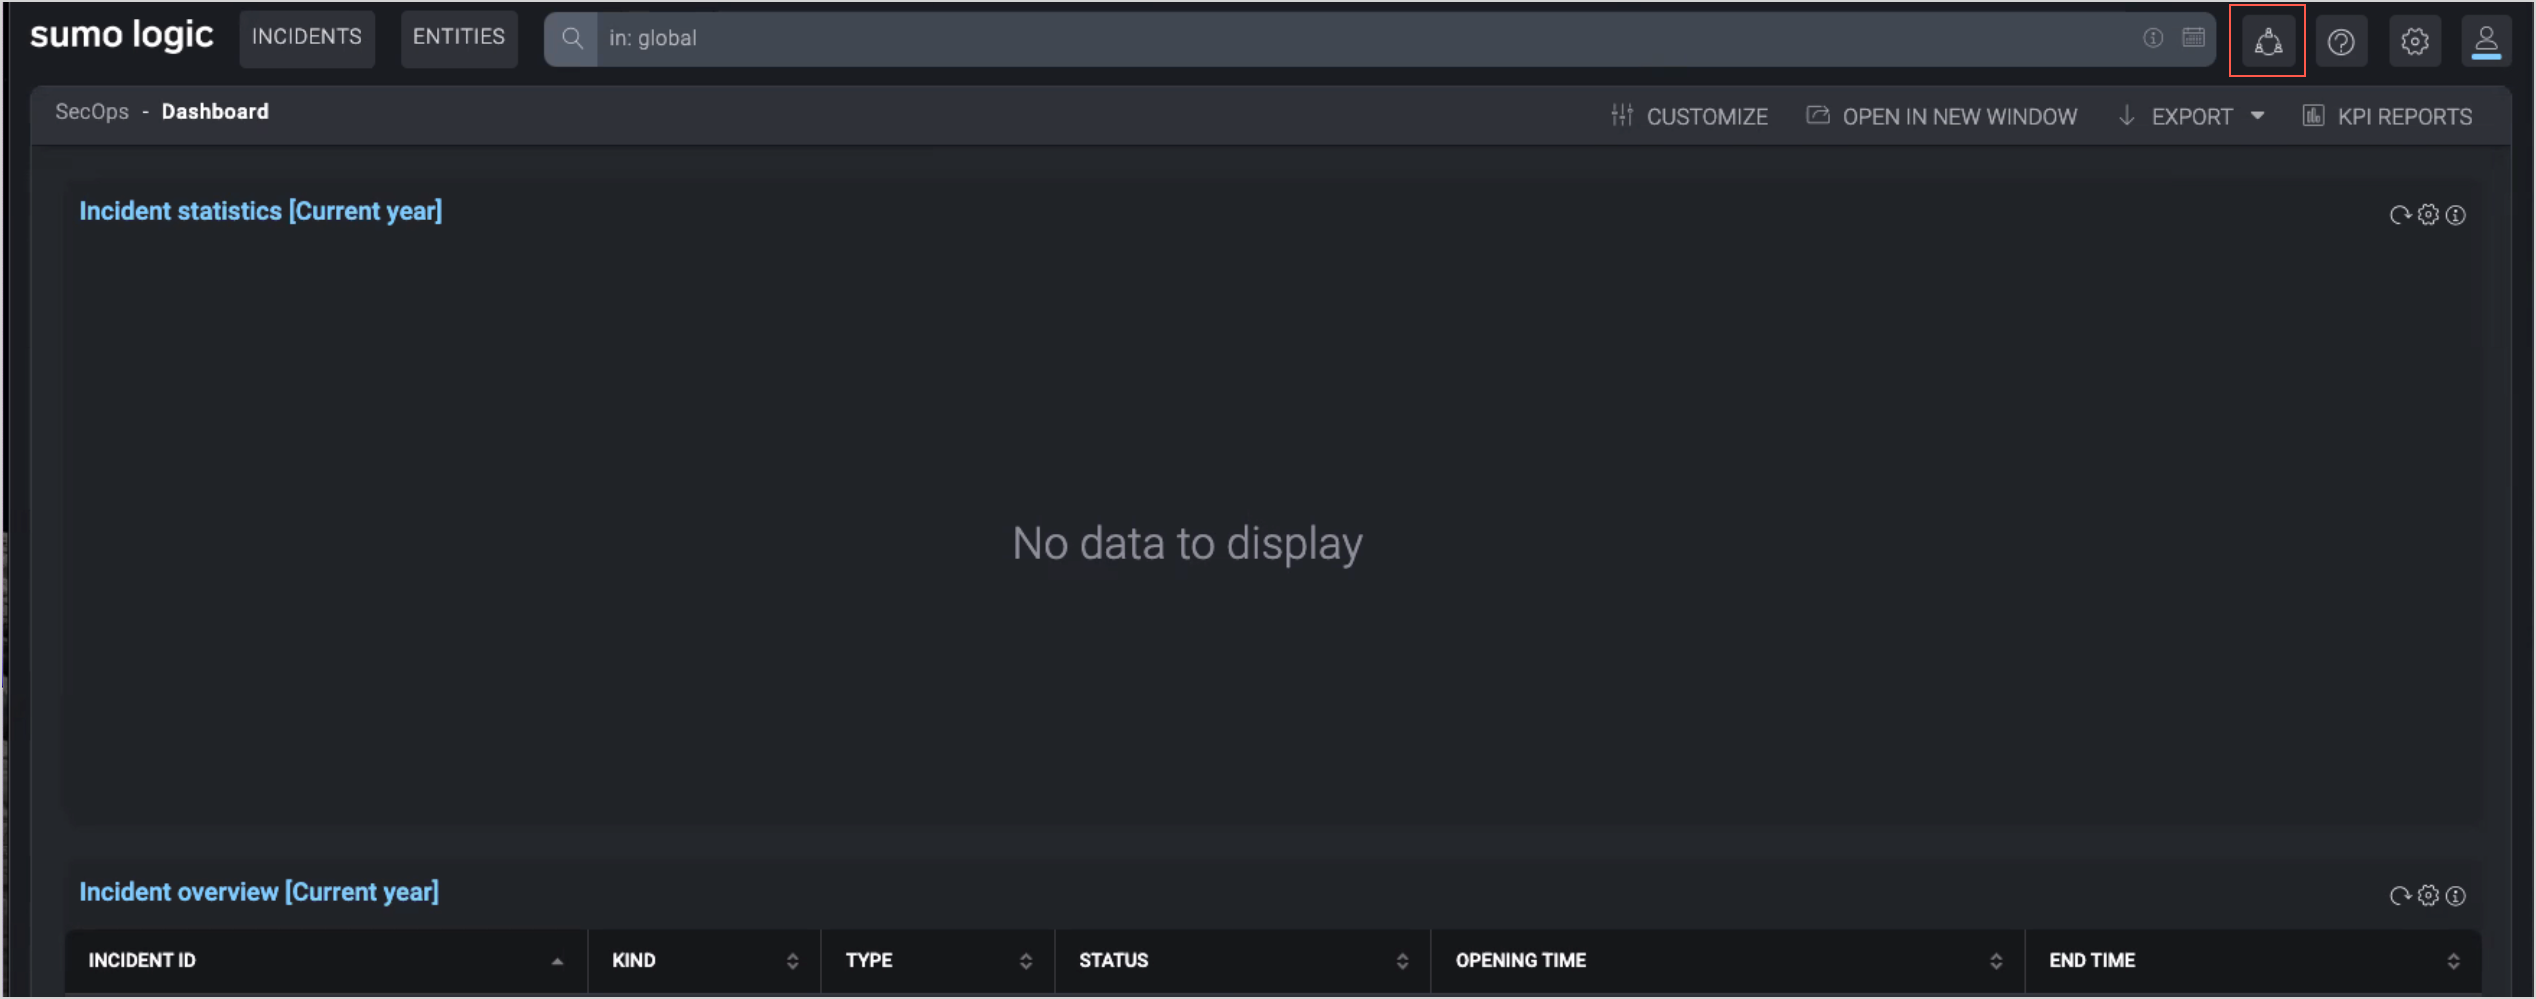 sumo logic INCIDENTS ENTITIES in: global
SecOps - Dashboard CUSTOMIZE OPEN IN NEW WINDOW EXPORT KPI REPORTS
Incident statistics [Current year]
No data to display
Incident overview [Current year]
INCIDENT ID KIND TYPE STATUS OPENING TIME END TIME